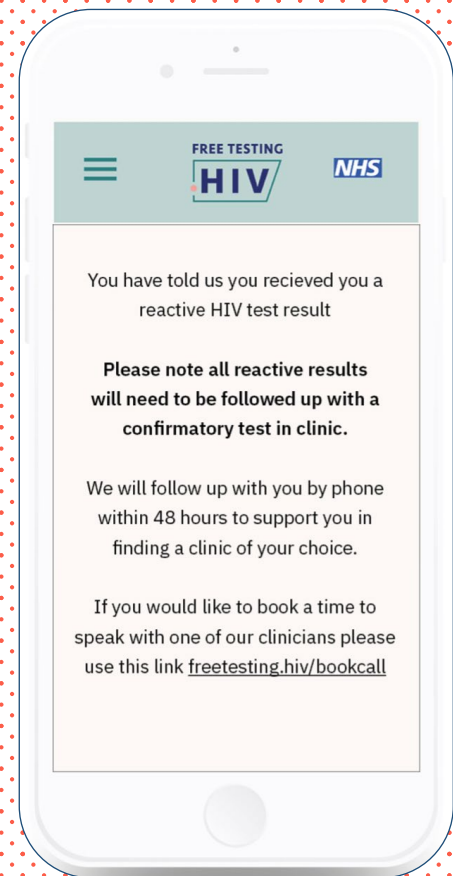 FREE TESTING
HIV
NHS
You have told us you recieved you a
reactive HIV test result
Please note all reactive results
will need to be followed up with a
confirmatory test in clinic.
We will follow up with you by phone
within 48 hours to support you in
finding a clinic of your choice.
If you would like to book a time to
speak with one of our clinicians please
use this link freetesting.hiv/bookcall